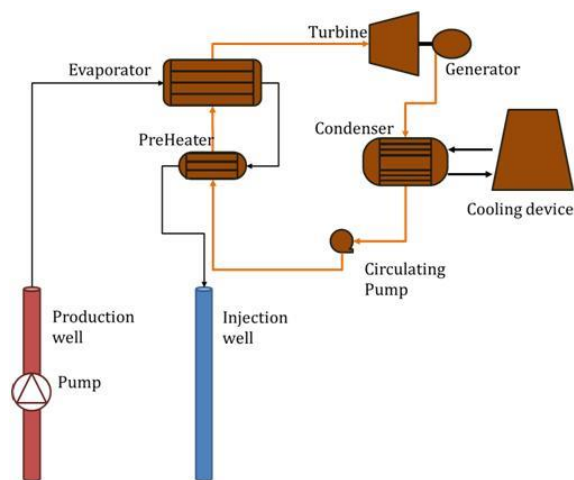 Turbine
Evaporator
Generator
Condenser
PreHeater
Cooling device
Circulating
Pump
Production
well
Injection
well
Pump